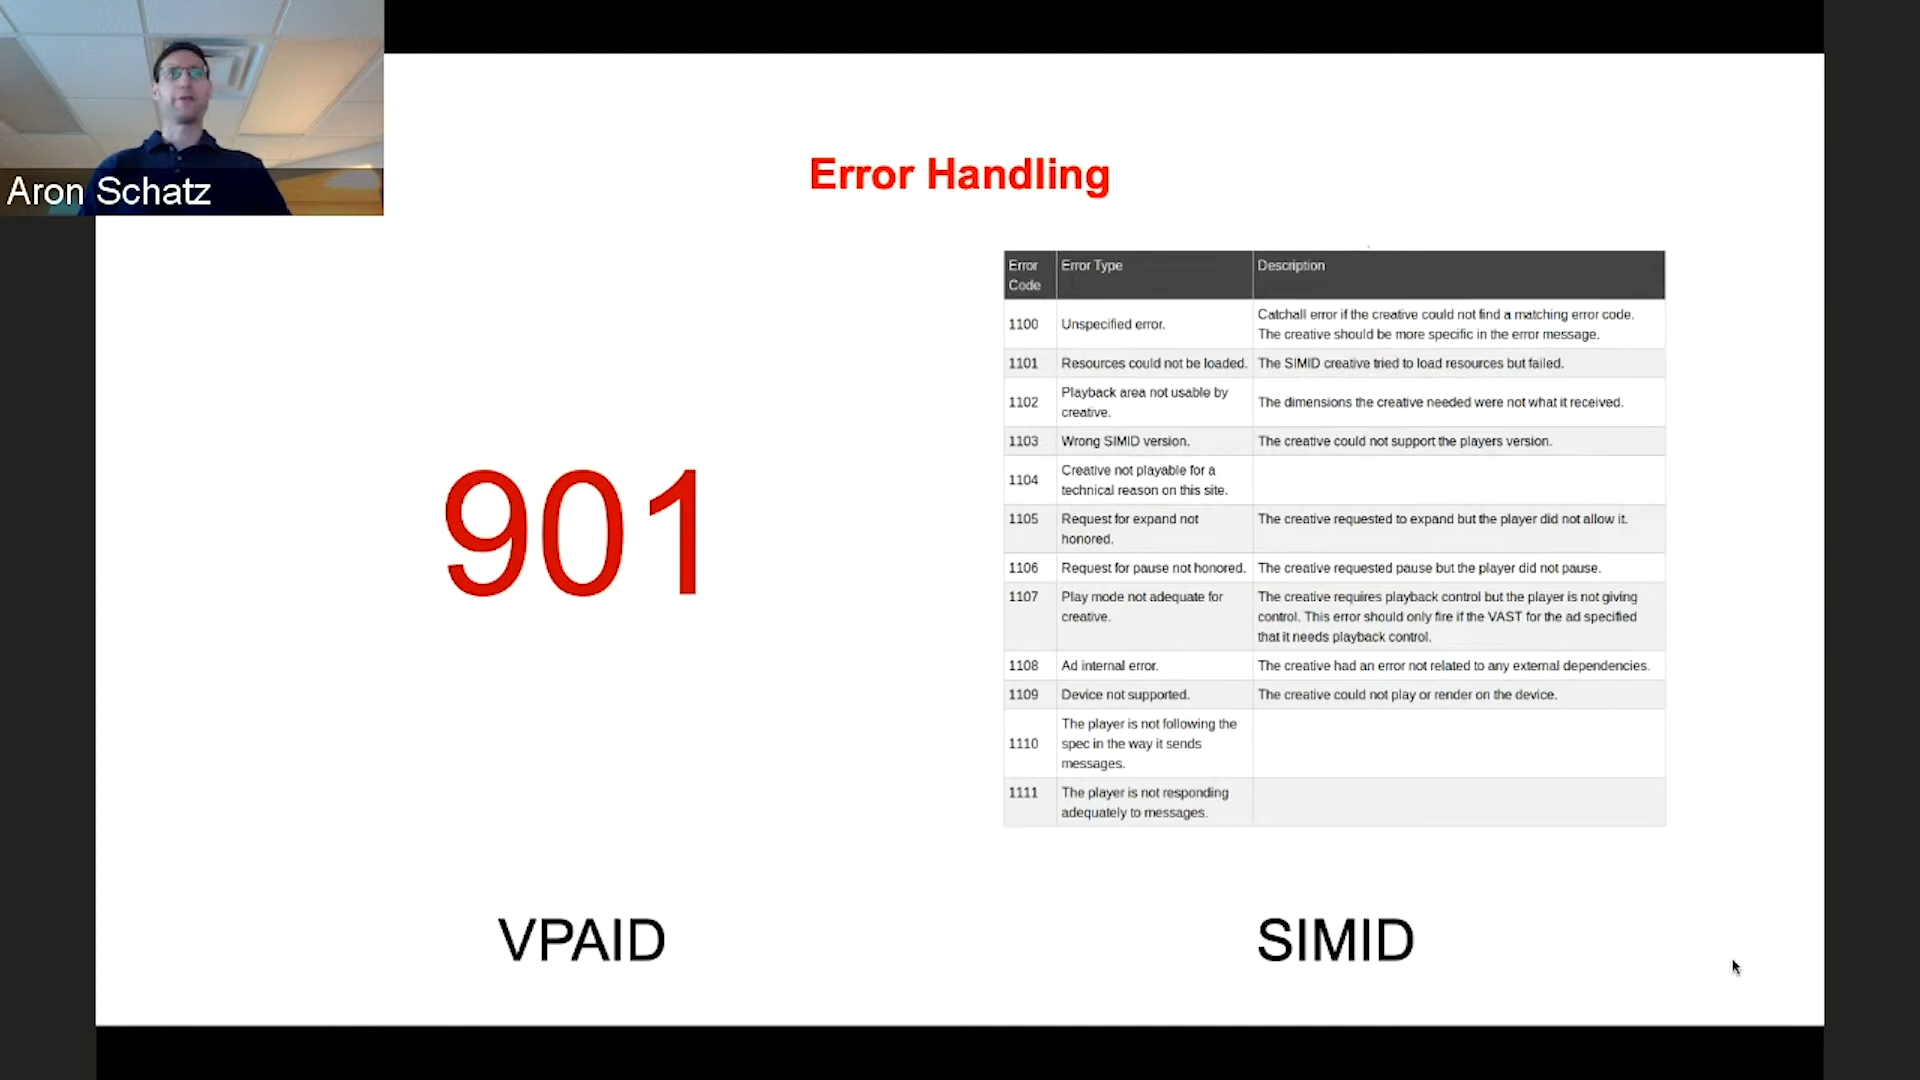 Aron Schatz
Error Handling
901
VPAID
Error Code | Error Type | Description
1100 | Unspecified error. | Catchall error if the creative could not find a matching error code. The creative should be more specific in the error message.
1101 | Resources could not be loaded. | The SIMID creative tried to load resources but failed.
1102 | Playback area not usable by creative. | The dimensions the creative needed were not what it received.
1103 | Wrong SIMID version. | The creative could not support the players version.
1104 | Creative not playable for a technical reason on this site. |
1105 | Request for expand not honored. | The creative requested to expand but the player did not allow it.
1106 | Request for pause not honored. | The creative requested pause but the player did not pause.
1107 | Play mode not adequate for creative. | The creative requires playback control but the player is not giving control. This error should only fire if the VAST for the ad specified that it needs playback control.
1108 | Ad internal error. | The creative had an error not related to any external dependencies.
1109 | Device not supported. | The creative could not play or render on the device.
1110 | The player is not following the spec in the way it sends messages. |
1111 | The player is not responding adequately to messages. |
SIMID